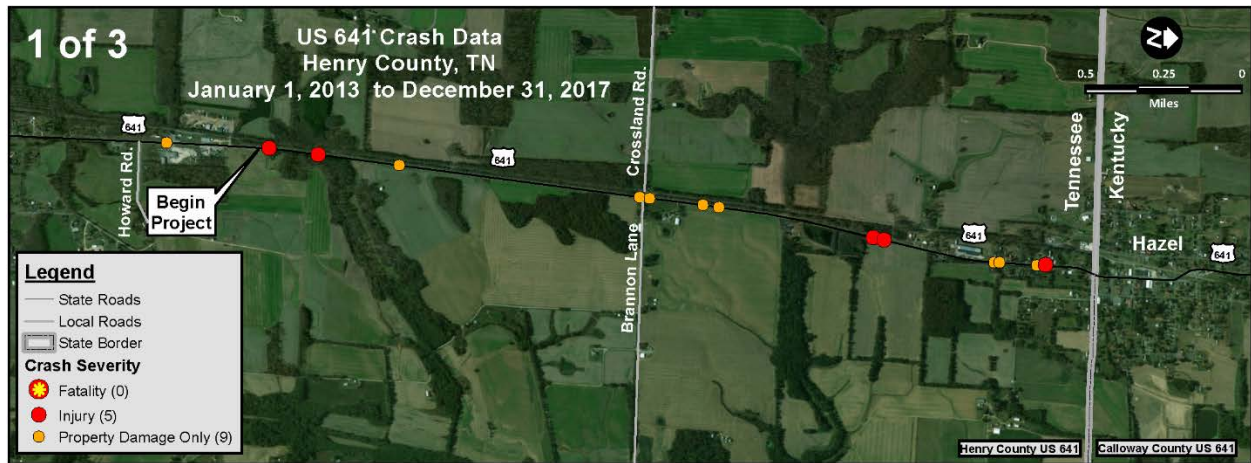 1 of 3
US 641 Crash Data
Henry County, TN
January 1, 2013 to December 31, 2017
N
0.5 0.25 0
Miles
641
Howard Rd.
Begin
Project
641
Crossland Rd.
Brannon Lane
641
Tennessee
Kentucky
Hazel
641
Legend
State Roads
Local Roads
State Border
Crash Severity
Fatality (0)
Injury (5)
Property Damage Only (9)
Henry County US 641
Calloway County US 641